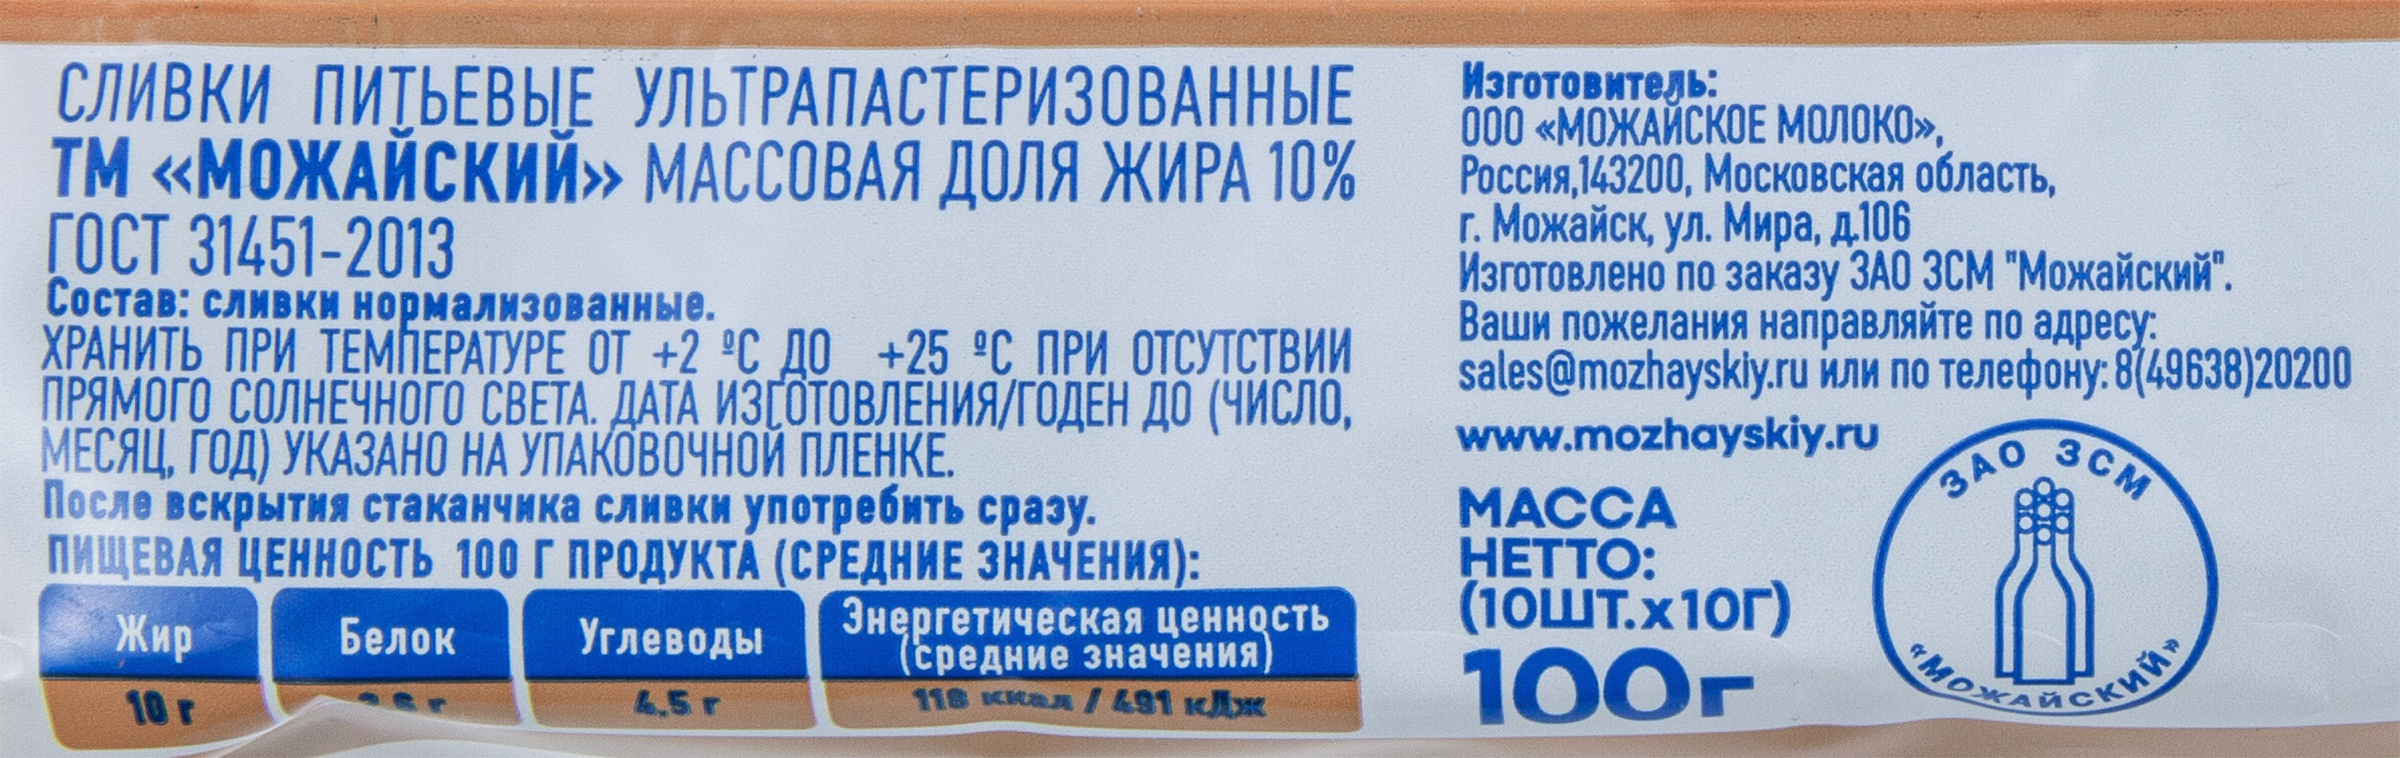 СЛИВКИ ПИТЬЕВЫЕ УЛЬТРАПАСТЕРИЗОВАННЫЕ
ТМ «МОЖАЙСКИЙ» МАССОВАЯ ДОЛЯ ЖИРА 10%
ГОСТ 31451-2013
Состав: сливки нормализованные.
ХРАНИТЬ ПРИ ТЕМПЕРАТУРЕ ОТ +2 ºС ДО +25 ºС ПРИ ОТСУТСТВИИ
ПРЯМОГО СОЛНЕЧНОГО СВЕТА. ДАТА ИЗГОТОВЛЕНИЯ/ГОДЕН ДО (ЧИСЛО,
МЕСЯЦ, ГОД) УКАЗАНО НА УПАКОВОЧНОЙ ПЛЕНКЕ.
После вскрытия стаканчика сливки употребить сразу.
ПИЩЕВАЯ ЦЕННОСТЬ 100 Г ПРОДУКТА (СРЕДНИЕ ЗНАЧЕНИЯ):
Жир Белок Углеводы Энергетическая ценность
(средние значения)
10 г 4,5 г 118 ккал / 491 кДж
Изготовитель:
ООО «МОЖАЙСКОЕ МОЛОКО»,
Россия,143200, Московская область,
г. Можайск, ул. Мира, д.106
Изготовлено по заказу ЗАО ЗСМ "Можайский".
Ваши пожелания направляйте по адресу:
sales@mozhayskiy.ru или по телефону: 8(49638)20200
www.mozhayskiy.ru
МАССА
НЕТТО:
(10ШТ.х10Г)
100г
ЗАО ЗСМ
«МОЖАЙСКИЙ»